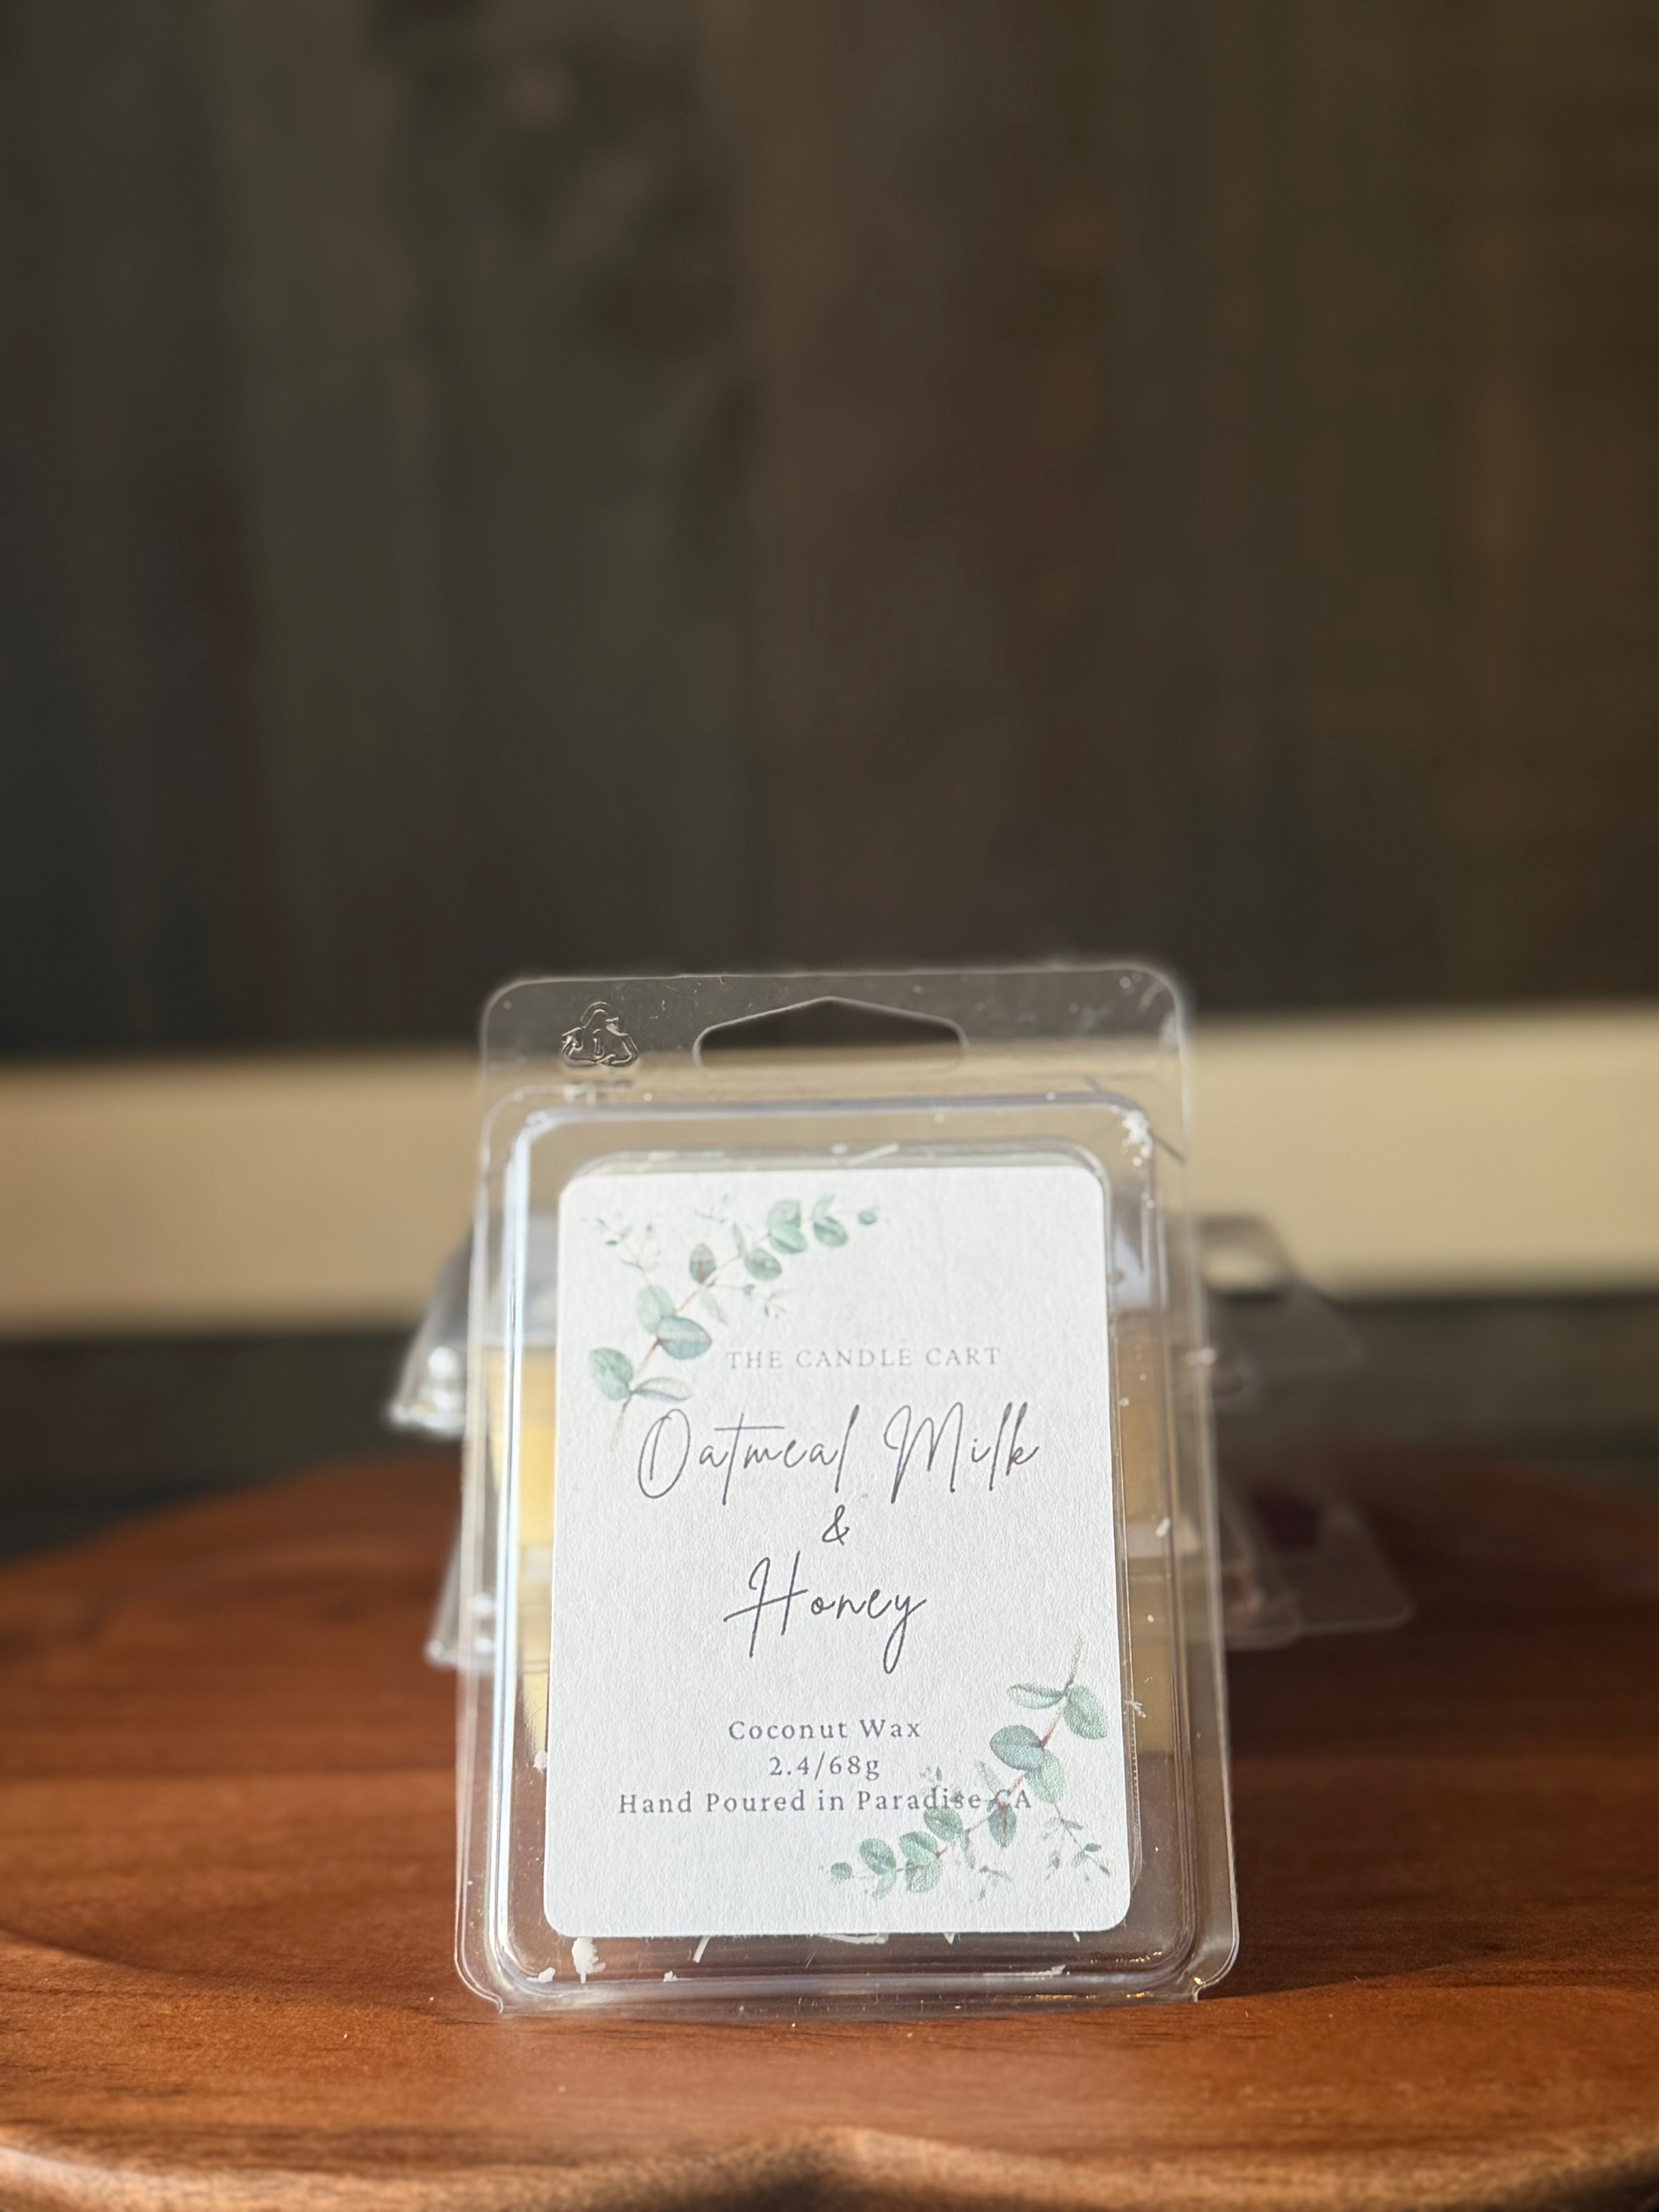 THE CANDLE CART
Oatmeal Milk
&
Honey
Coconut Wax
2.4/68g
Hand Poured in Paradise CA